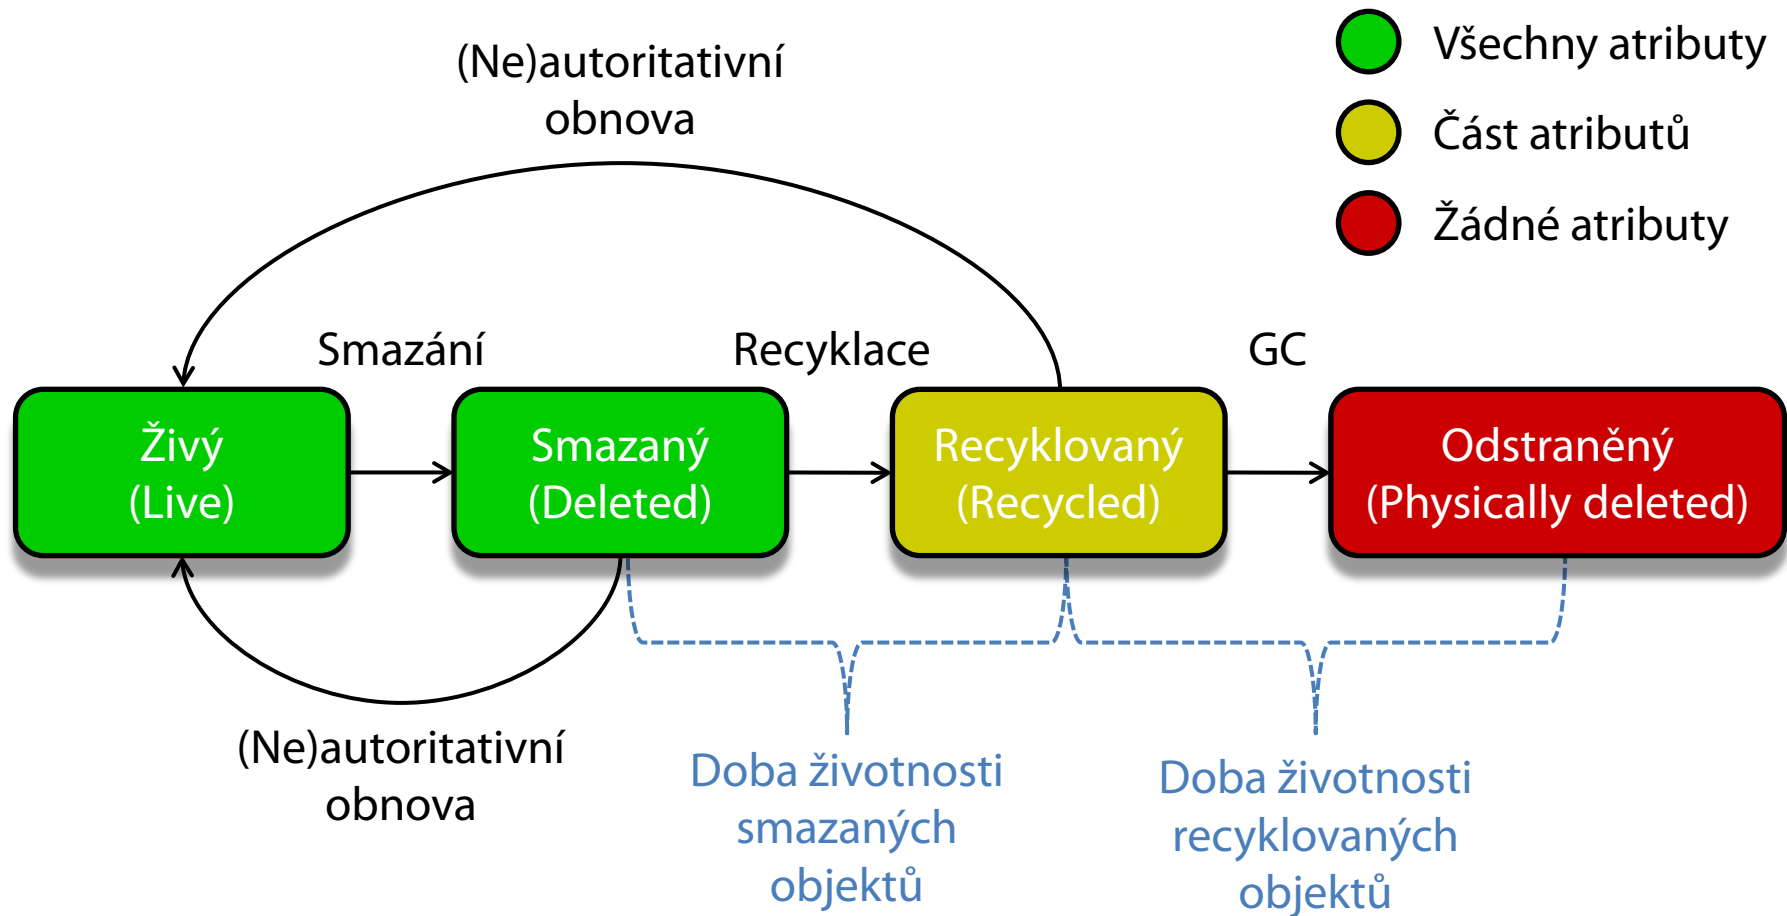 (Ne)autoritativní
obnova
Všechny atributy
Část atributů
Žádné atributy
Smazání
Recyklace
GC
Živý
(Live)
Smazaný
(Deleted)
Recyklovaný
(Recycled)
Odstraněný
(Physically deleted)
(Ne)autoritativní
obnova
Doba životnosti
smazaných
objektů
Doba životnosti
recyklovaných
objektů